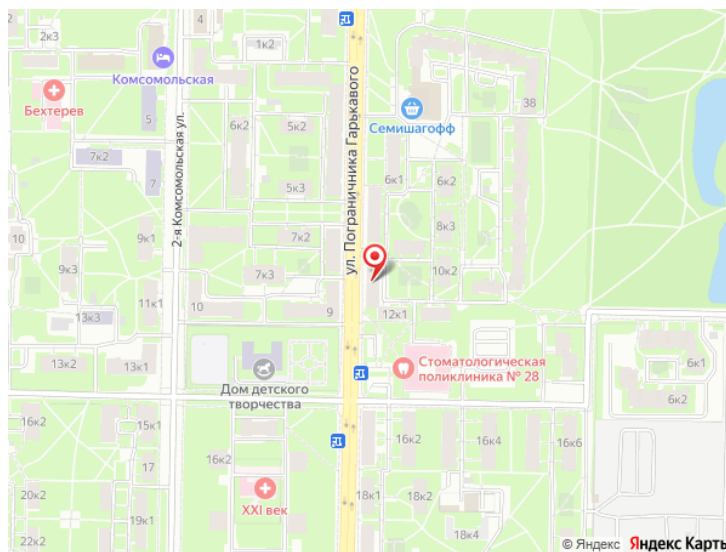 2к3
4
1к2
Комсомольская
38
Бехтерев
5
6к2
5к2
Семишагофф
2-я Комсомольская ул.
ул. Пограничника Гарькавого
7к2
7
5к3
6к1
6к2
10
9к1
7к2
8к3
9к3
7к3
10к2
11к1
10
9
12к1
13к3
13к2
13к1
Стоматологическая
поликлиника № 28
6к1
Дом детского
творчества
6к2
16к2
15к1
16к2
16к4
16к6
17
16к2
20к2
XXI век
18к1
18к2
19к1
18к4
22к2
© Яндекс Яндекс Карты